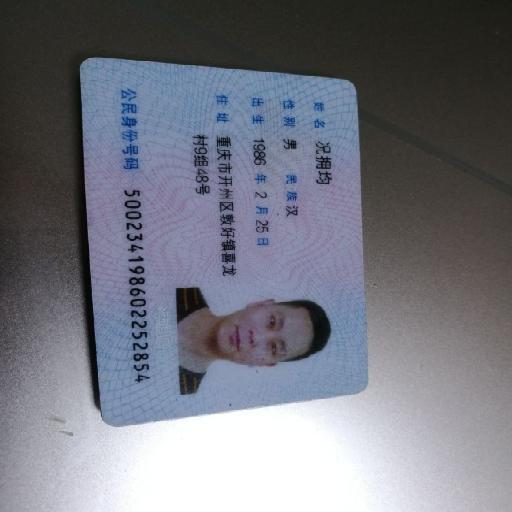 姓名 况拥均
性别 男 民族 汉
出生 1986 年 2 月 25 日
住址 重庆市开州区敦好镇喜龙
村9组48号
公民身份号码 500234198602252854